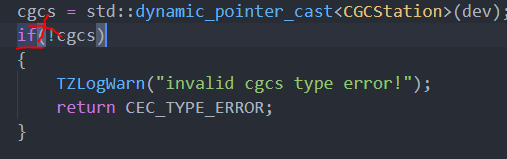 cgcs = std::dynamic_pointer_cast<CGCStation>(dev);
if(!cgcs)
{
TZLogWarn("invalid cgcs type error!");
return CEC_TYPE_ERROR;
}